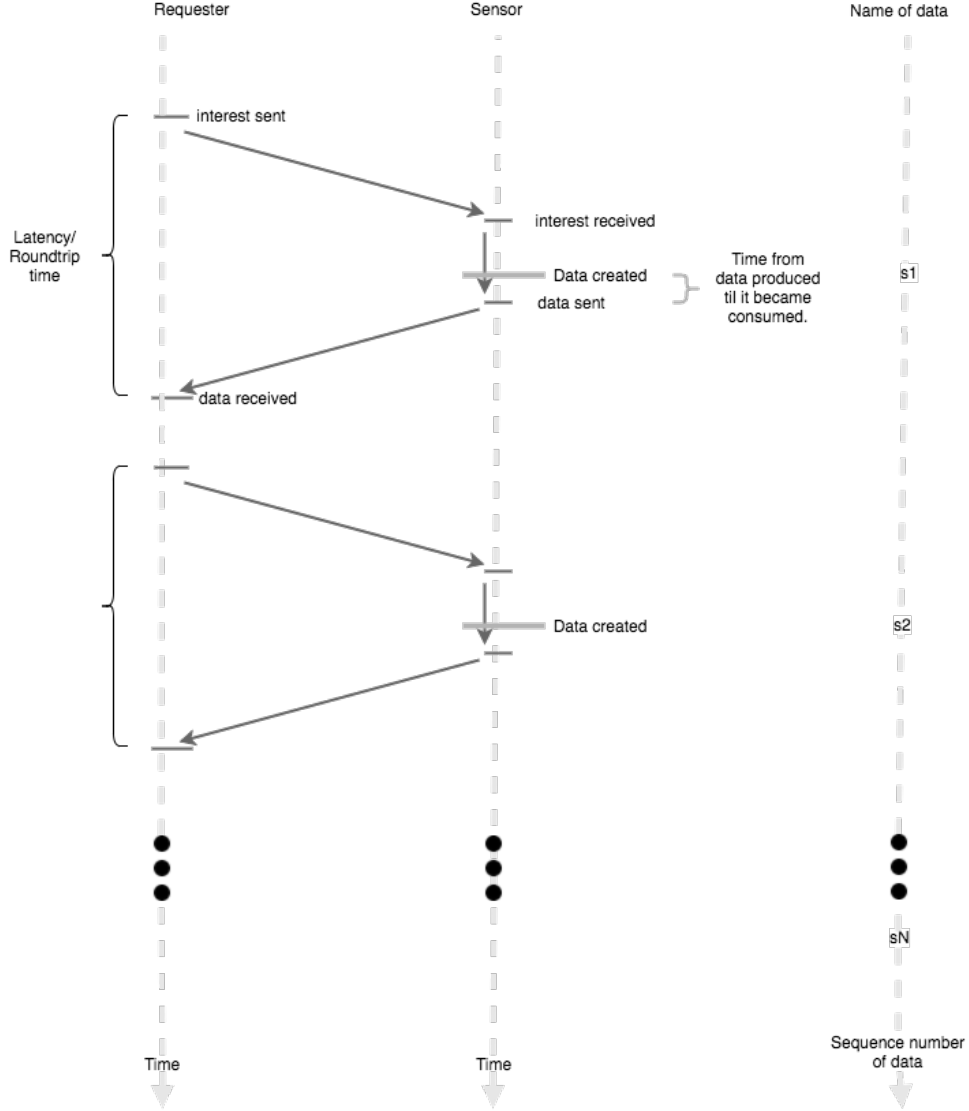 Requester
Sensor
Name of data
interest sent
interest received
Latency/
Roundtrip
time
Data created
Time from
data produced
til it became
consumed.
s1
data sent
data received
Data created
s2
sN
Time
Time
Sequence number
of data